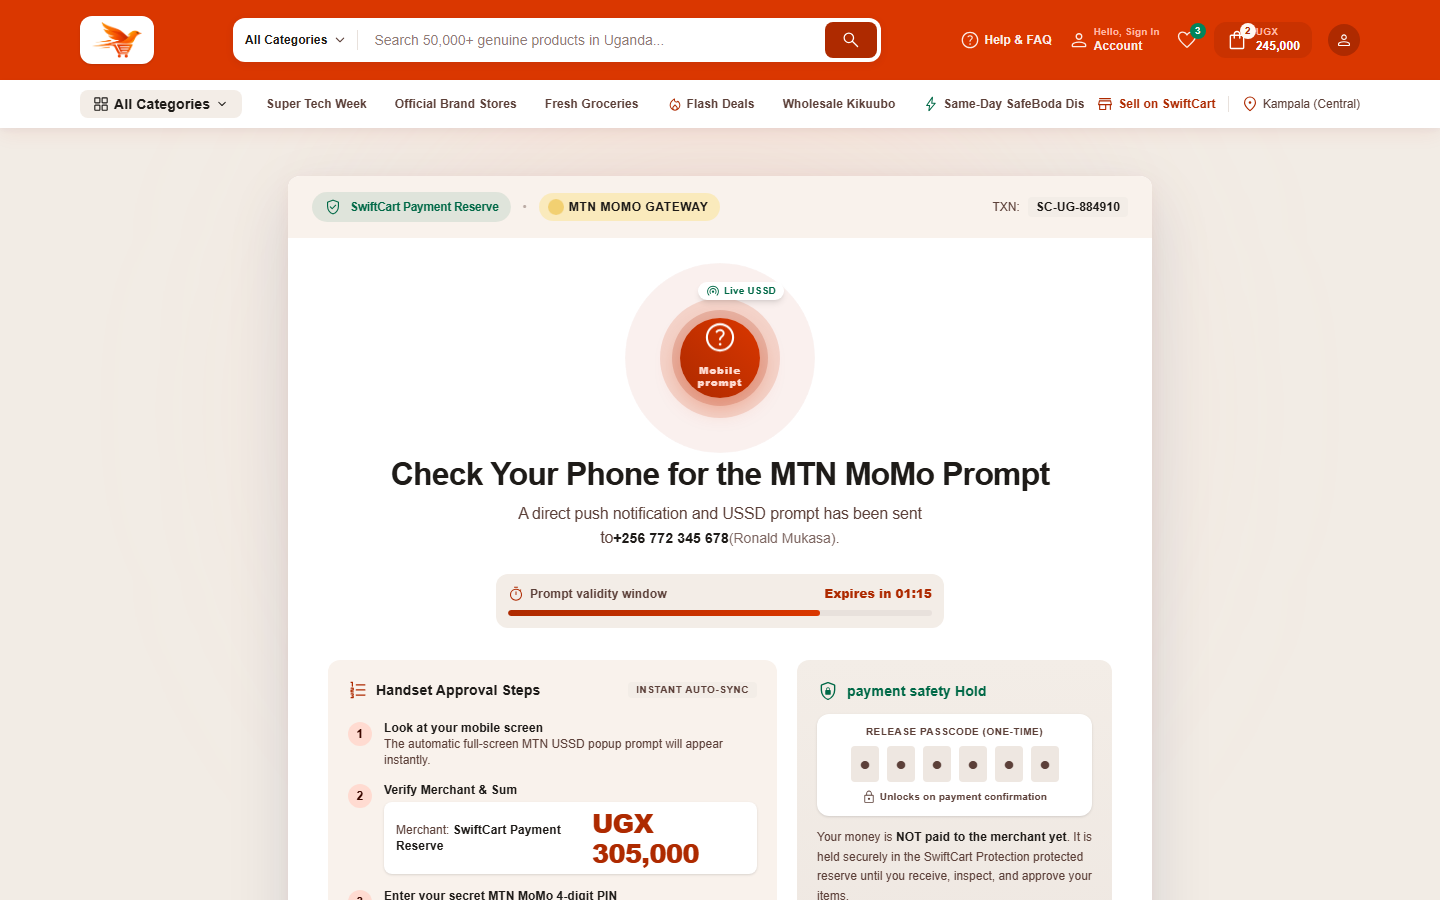 All Categories
Search 50,000+ genuine products in Uganda...
Help & FAQ
Hello, Sign In
Account
3
2
UGX
245,000
All Categories
Super Tech Week
Official Brand Stores
Fresh Groceries
Flash Deals
Wholesale Kikuubo
Same-Day SafeBoda Dis
Sell on SwiftCart
Kampala (Central)
SwiftCart Payment Reserve
•
MTN MOMO GATEWAY
TXN:
SC-UG-884910
Live USSD
Mobile
prompt
Check Your Phone for the MTN MoMo Prompt
A direct push notification and USSD prompt has been sent
to+256 772 345 678(Ronald Mukasa).
Prompt validity window
Expires in 01:15
Handset Approval Steps
INSTANT AUTO-SYNC
1
Look at your mobile screen
The automatic full-screen MTN USSD popup prompt will appear
instantly.
2
Verify Merchant & Sum
Merchant: SwiftCart Payment
Reserve
UGX
305,000
3
Enter your secret MTN MoMo 4-digit PIN
payment safety Hold
RELEASE PASSCODE (ONE-TIME)
● ● ● ● ● ●
Unlocks on payment confirmation
Your money is NOT paid to the merchant yet. It is
held securely in the SwiftCart Protection protected
reserve until you receive, inspect, and approve your
items.